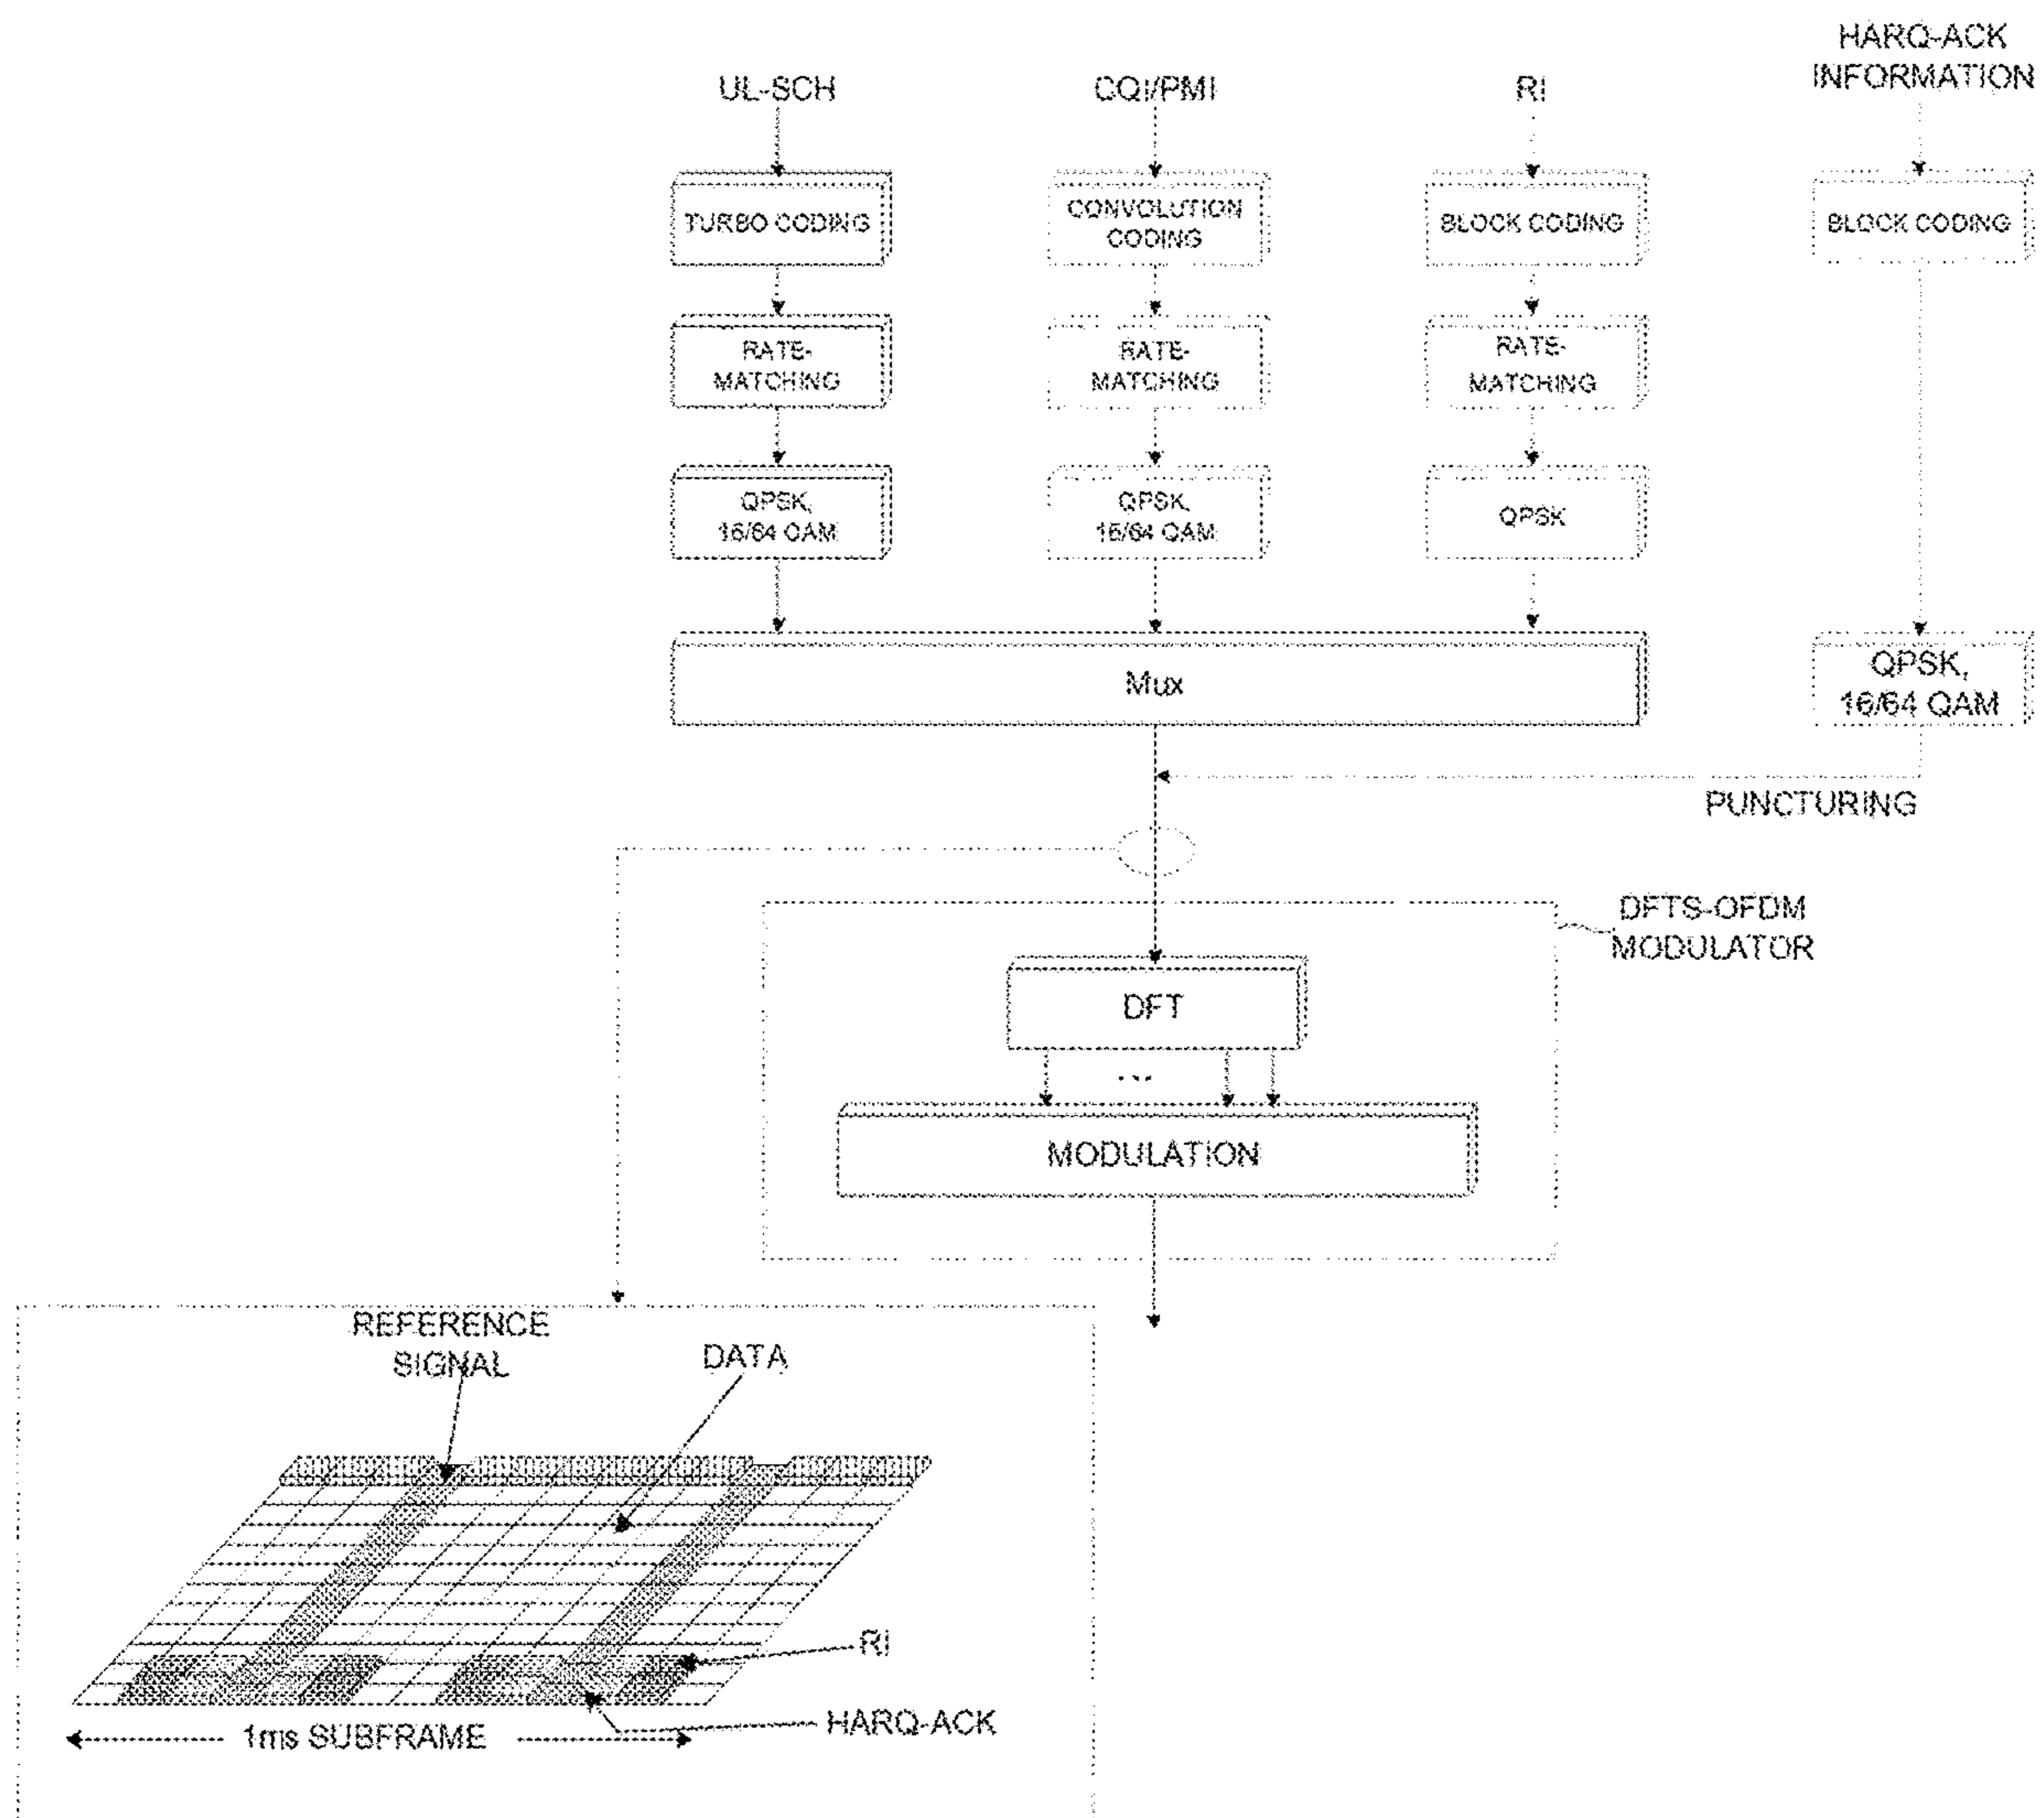 HARQ-ACK
INFORMATION
UL-SCH
CQI/PMI
RI
TURBO CODING
CONVOLUTION
CODING
BLOCK CODING
BLOCK CODING
RATE-
MATCHING
RATE-
MATCHING
RATE-
MATCHING
QPSK,
16/64 QAM
QPSK,
16/64 QAM
QPSK
Mux
QPSK,
16/64 QAM
PUNCTURING
DFTS-OFDM
MODULATOR
DFT
...
MODULATION
REFERENCE
SIGNAL
DATA
RI
HARQ-ACK
1ms SUBFRAME